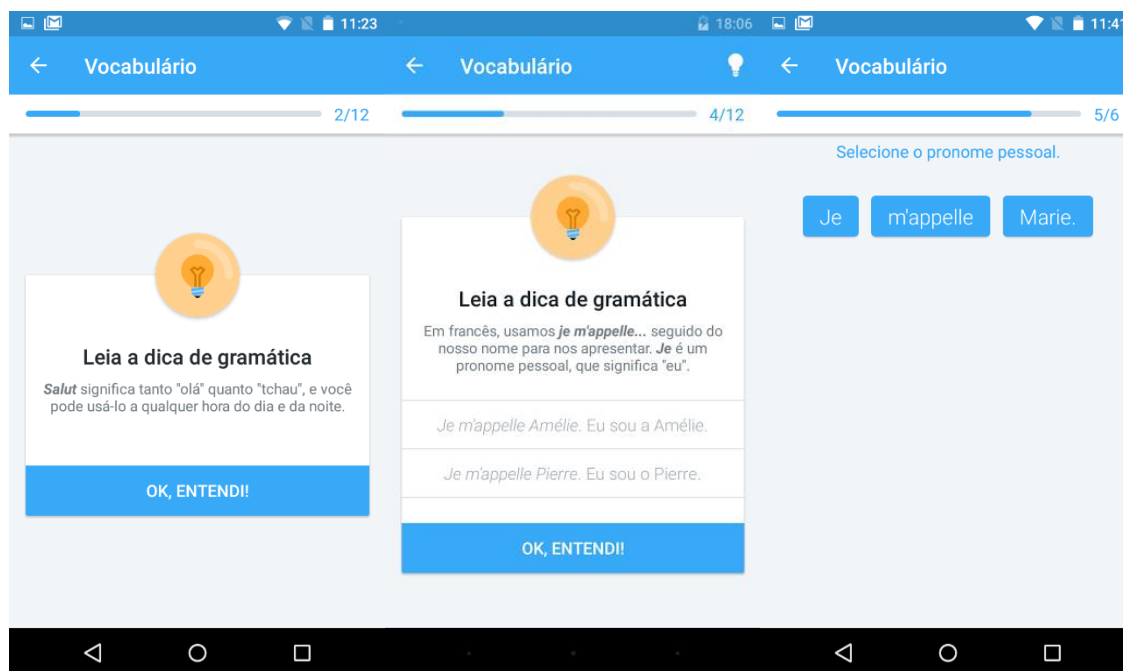 11:23
Vocabulário
2/12
Leia a dica de gramática
Salut significa tanto "olá" quanto "tchau", e você
pode usá-lo a qualquer hora do dia e da noite.
OK, ENTENDI!
18:06
Vocabulário
4/12
Leia a dica de gramática
Em francês, usamos je m'appelle... seguido do
nosso nome para nos apresentar. Je é um
pronome pessoal, que significa "eu".
Je m'appelle Amélie. Eu sou a Amélie.
Je m'appelle Pierre. Eu sou o Pierre.
OK, ENTENDI!
11:41
Vocabulário
5/6
Selecione o pronome pessoal.
Je m'appelle Marie.